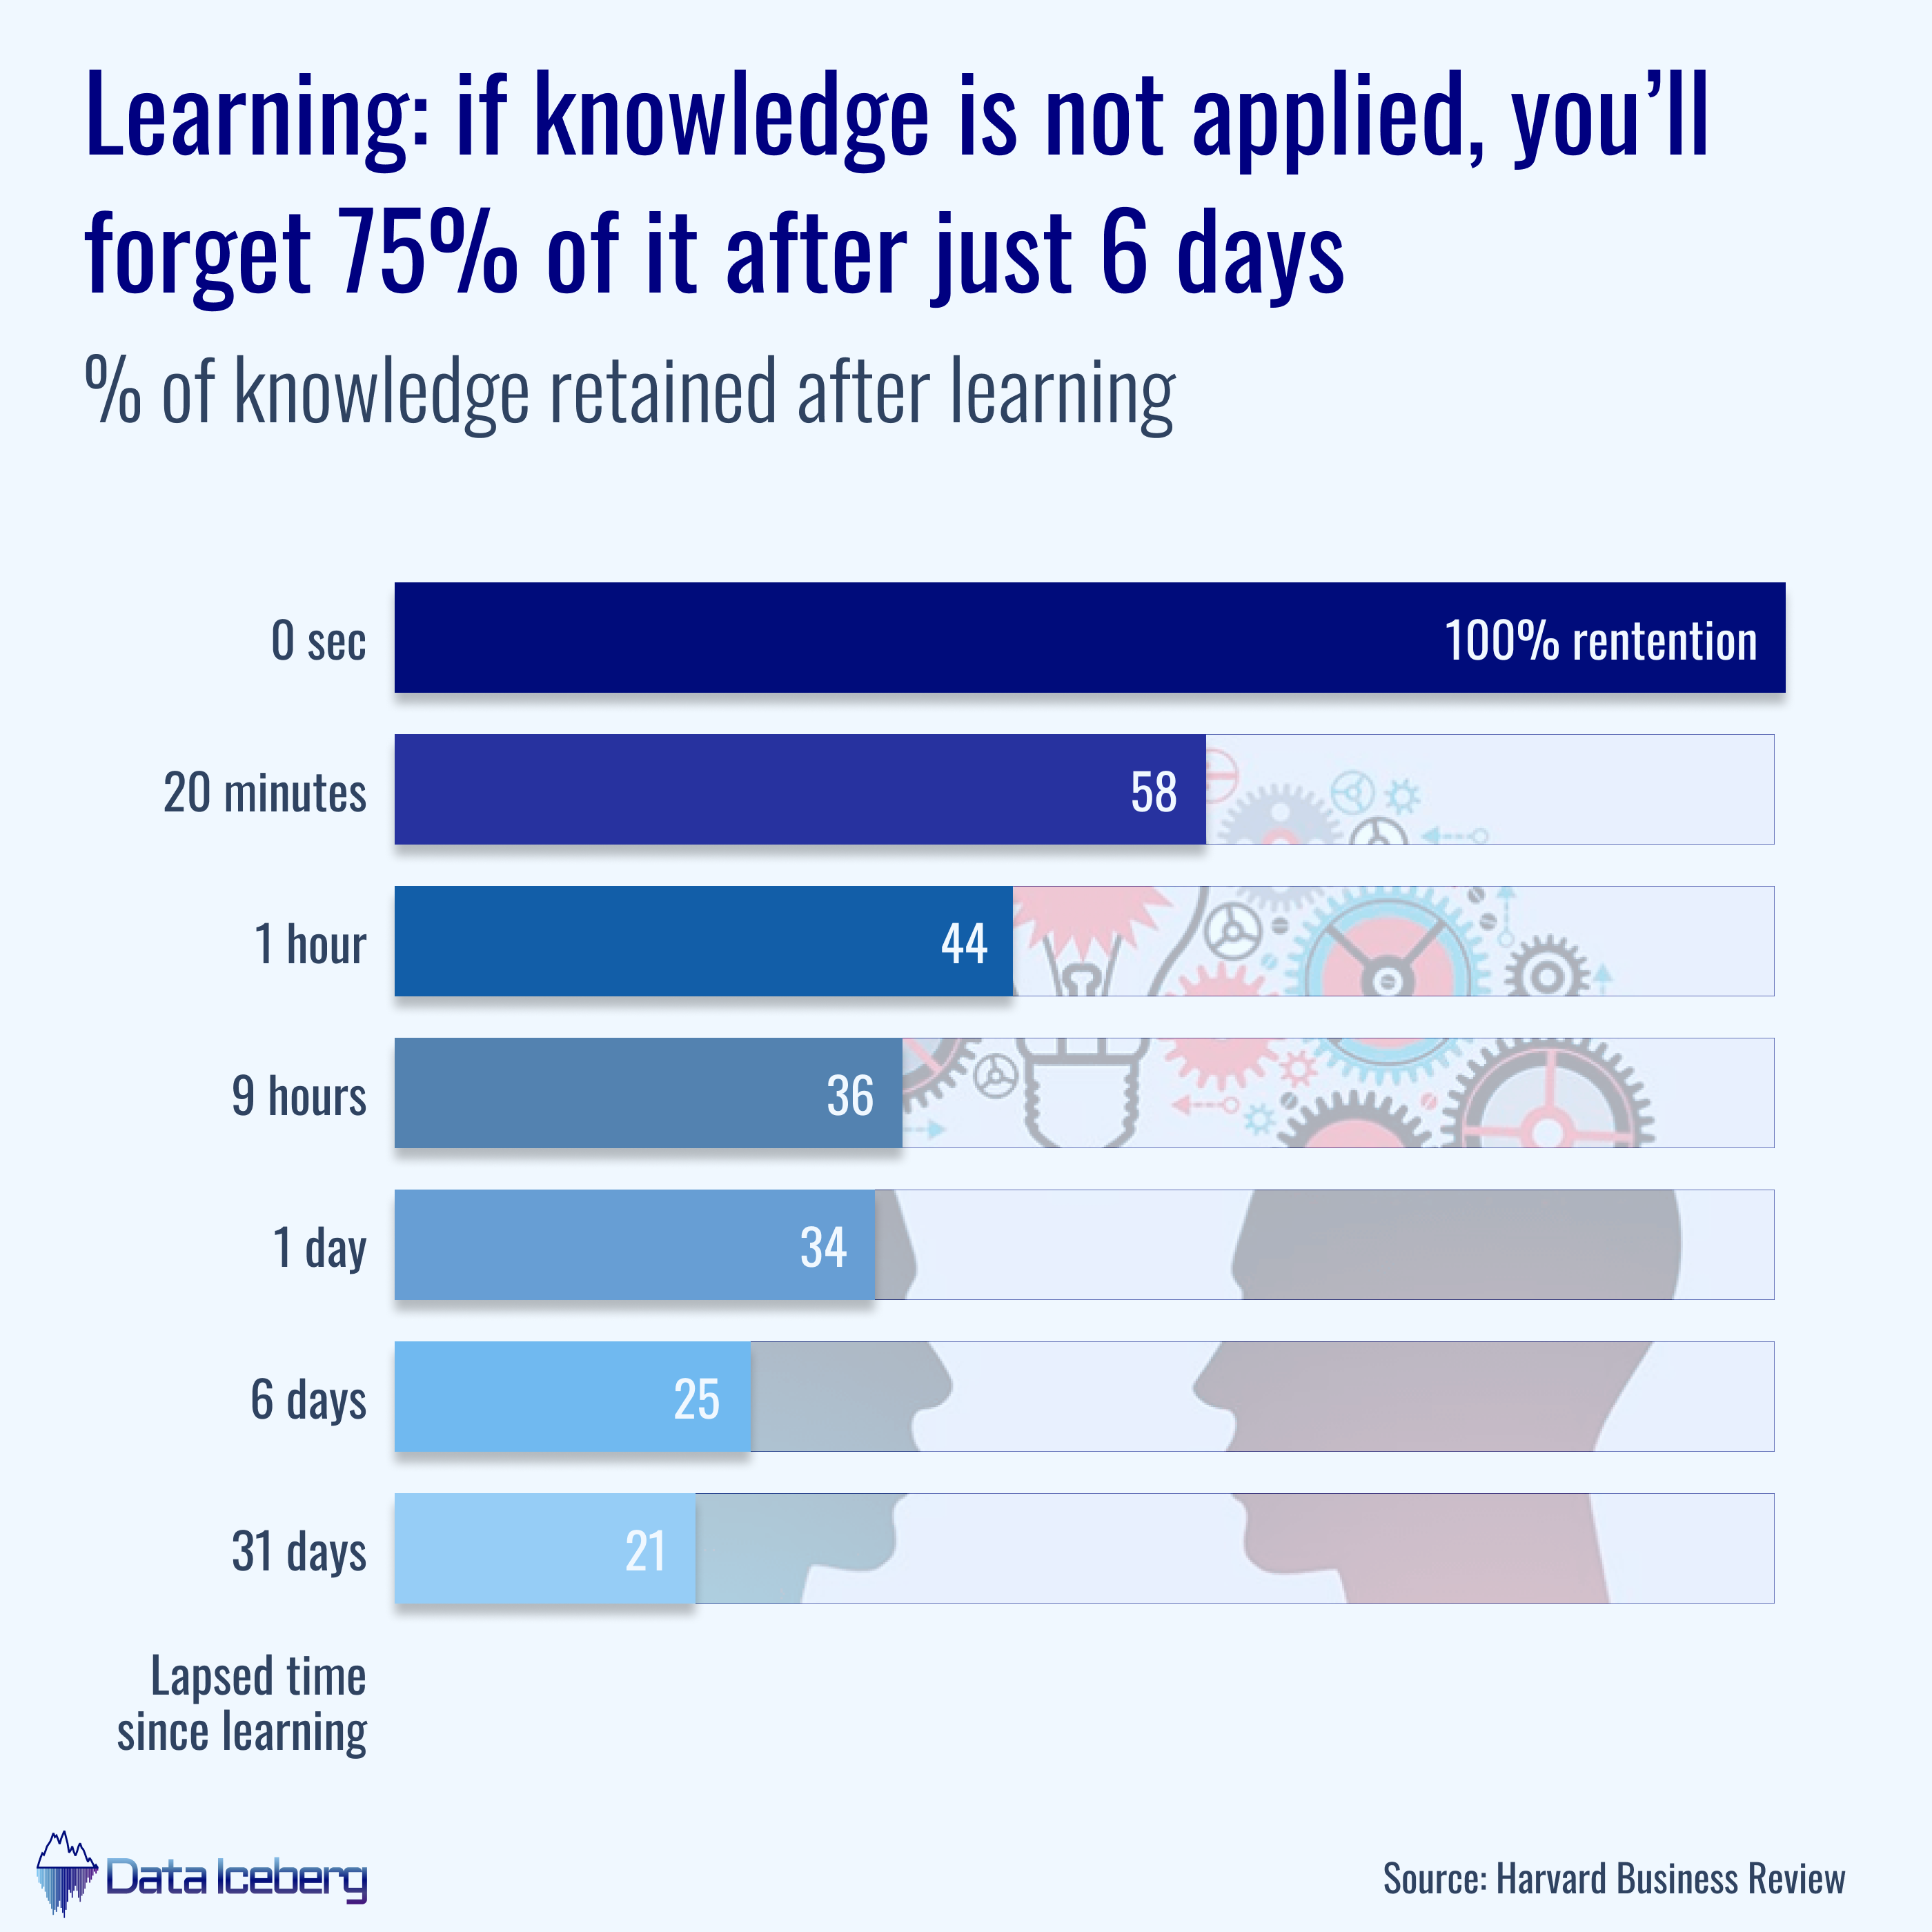 Learning: if knowledge is not applied, you’ll
forget 75% of it after just 6 days
% of knowledge retained after learning
0 sec
100% rentention
20 minutes
58
1 hour
44
9 hours
36
1 day
34
6 days
25
31 days
21
Lapsed time
since learning
Data Iceberg
Source: Harvard Business Review